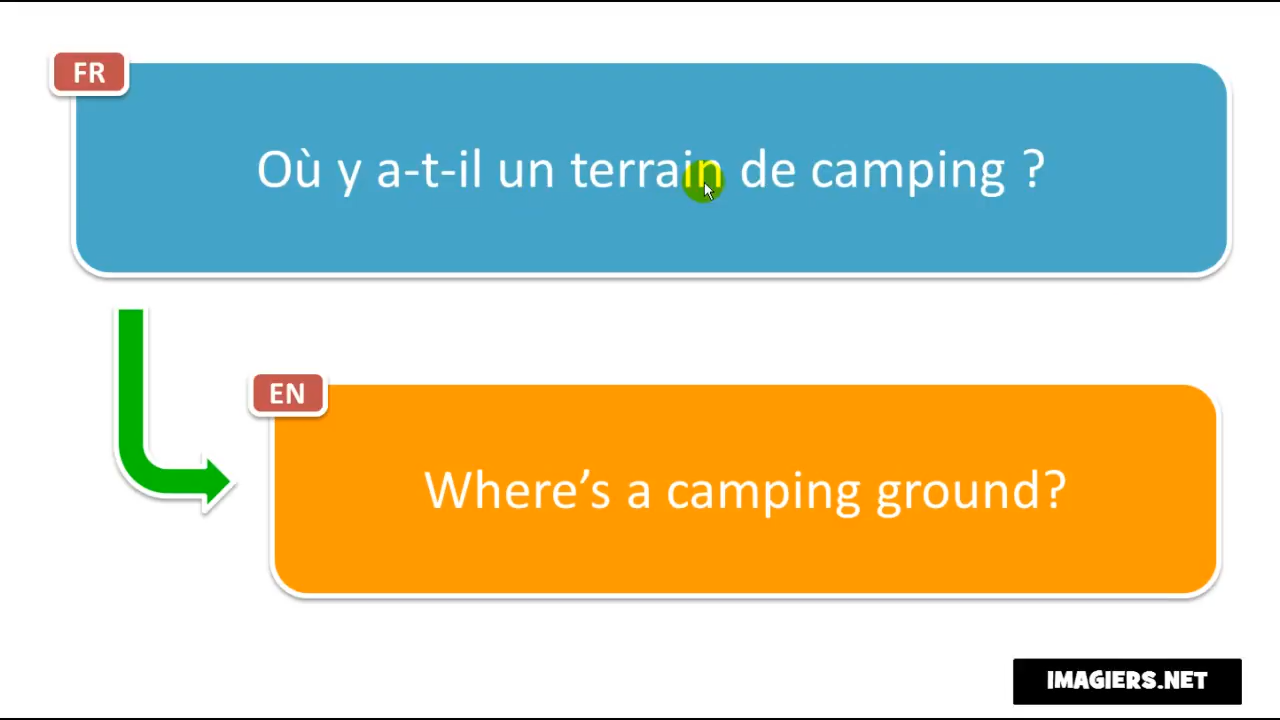 FR
Où y a-t-il un terrain de camping ?
EN
Where’s a camping ground?
IMAGIERS.NET